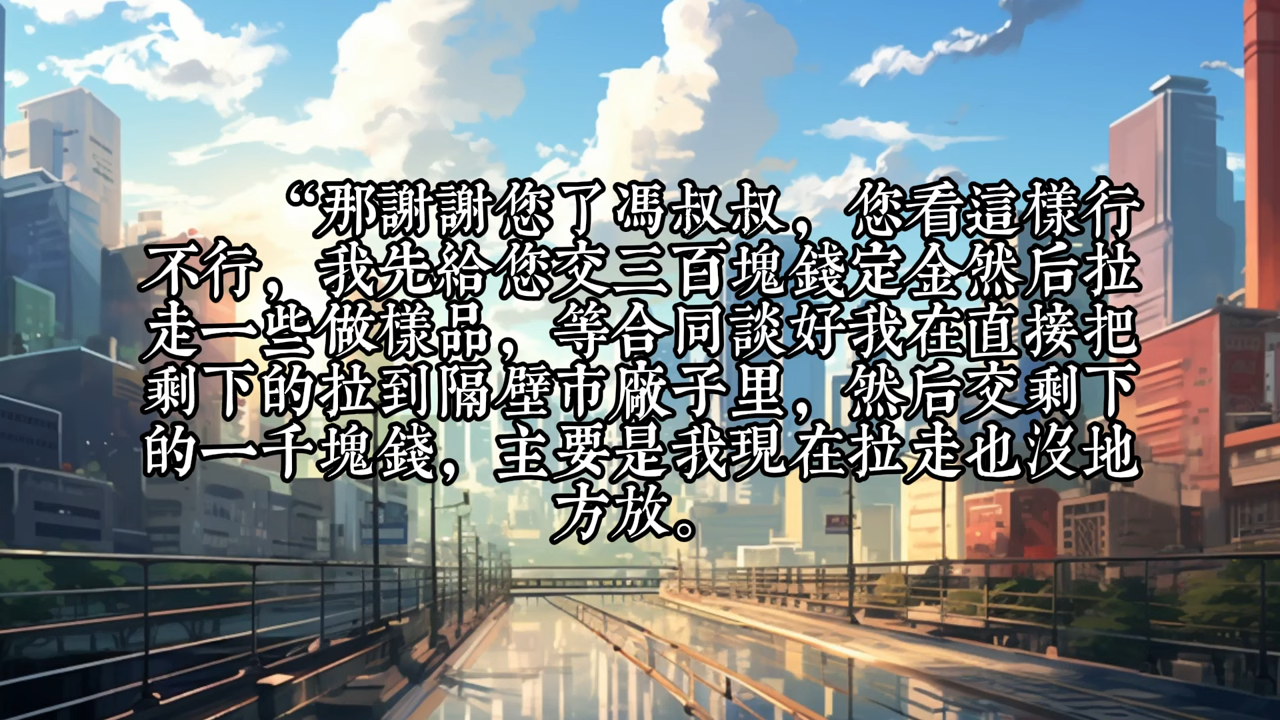 “那謝謝您了馮叔叔，您看這樣行
不行，我先給您交三百塊錢定金然后拉
走一些做樣品，等合同談好我在直接把
剩下的拉到隔壁市廠子里，然后交剩下
的一千塊錢，主要是我現在拉走也沒地
方放。